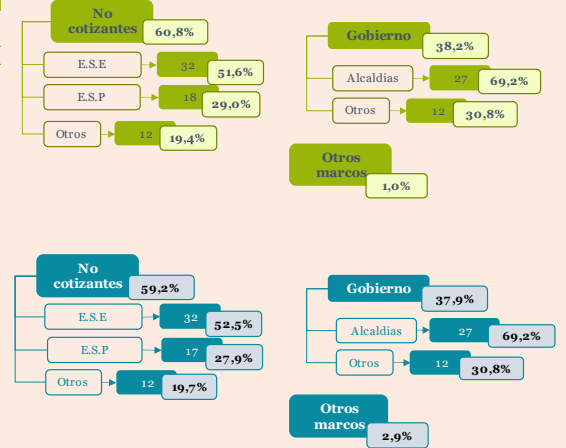 No
cotizantes
60,8%
E.S.E
32
51,6%
E.S.P
18
29,0%
Otros
12
19,4%
Gobierno
38,2%
Alcaldias
27
69,2%
Otros
12
30,8%
Otros
marcos
1,0%
No
cotizantes
59,2%
E.S.E
32
52,5%
E.S.P
17
27,9%
Otros
12
19,7%
Gobierno
37,9%
Alcaldias
27
69,2%
Otros
12
30,8%
Otros
marcos
2,9%